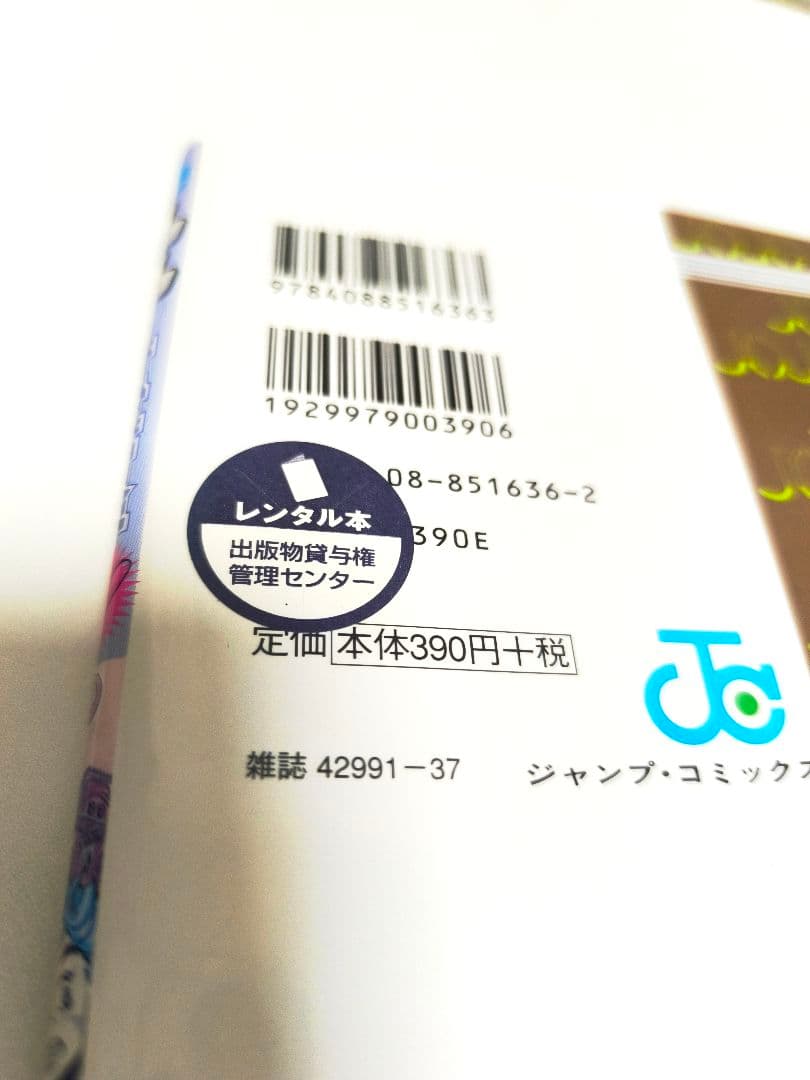 9784088516363
1929979003906
08-851636-2
390E
レンタル本
出版物貸与権
管理センター
定価 本体390円+税
雑誌 42991-37
JC
ジャンプ・コミックス